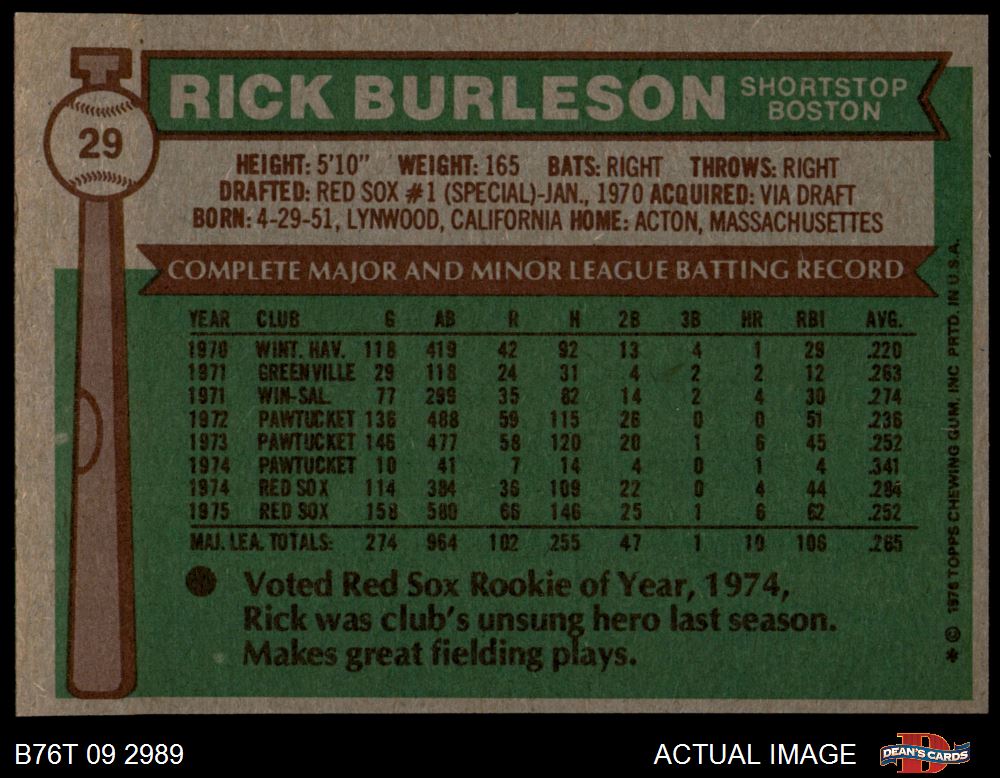 29
RICK BURLESON
SHORTSTOP
BOSTON
HEIGHT: 5'10" WEIGHT: 165 BATS: RIGHT THROWS: RIGHT
DRAFTED: RED SOX #1 (SPECIAL)-JAN., 1970 ACQUIRED: VIA DRAFT
BORN: 4-29-51, LYNWOOD, CALIFORNIA HOME: ACTON, MASSACHUSETTES
COMPLETE MAJOR AND MINOR LEAGUE BATTING RECORD
YEAR CLUB G AB R H 2B 3B HR RBI AVG.
1970 WINT. HAV. 118 419 42 92 13 4 1 29 .220
1971 GREENVILLE 29 118 24 31 4 2 2 12 .263
1971 WIN-SAL. 77 299 35 82 14 2 4 30 .274
1972 PAWTUCKET 136 488 59 115 26 0 0 51 .236
1973 PAWTUCKET 146 477 58 120 20 1 6 45 .252
1974 PAWTUCKET 10 41 7 14 4 0 1 4 .341
1974 RED SOX 114 384 36 109 22 0 4 44 .284
1975 RED SOX 158 580 66 146 25 1 6 62 .252
MAJ. LEA. TOTALS: 274 964 102 255 47 1 10 106 .265
Voted Red Sox Rookie of Year, 1974,
Rick was club's unsung hero last season.
Makes great fielding plays.
* © 1976 TOPPS CHEWING GUM, INC PRTD. IN U.S.A.
B76T 09 2989
ACTUAL IMAGE
D
DEAN'S CARDS